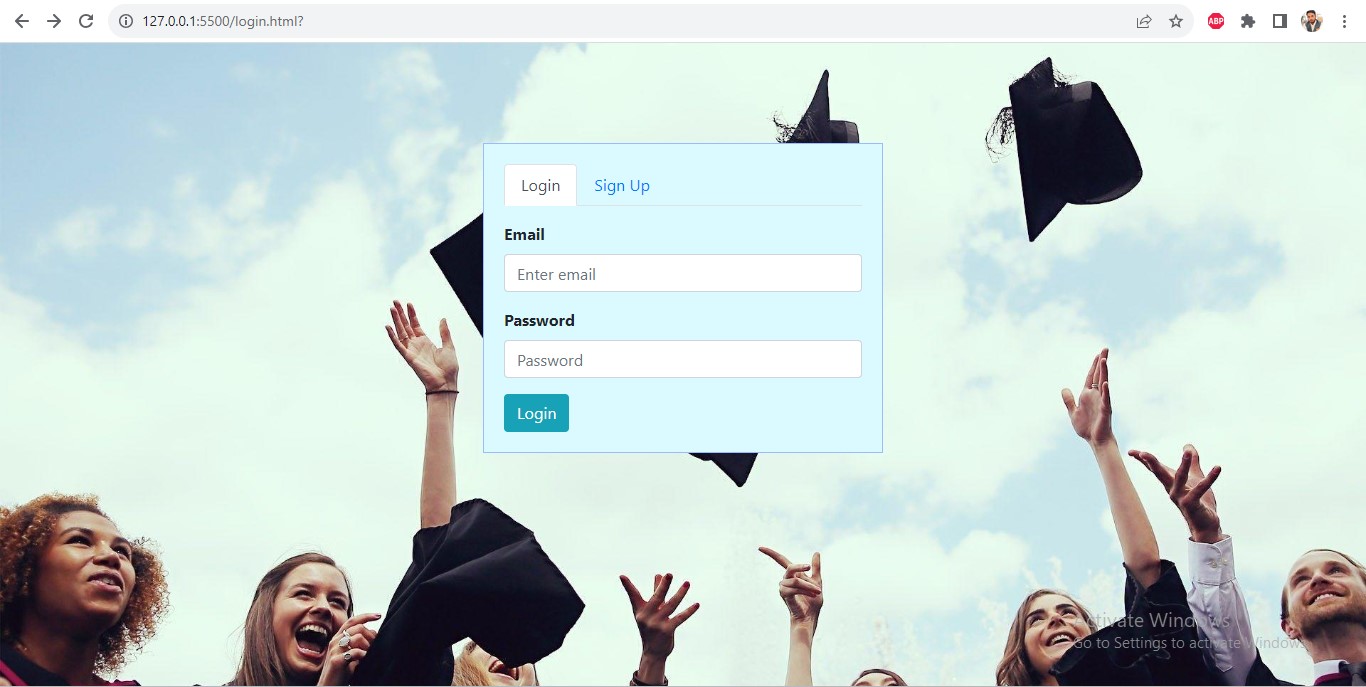 127.0.0.1:5500/login.html?
ABP
Login Sign Up
Email
Enter email
Password
Password
Login
Activate Windows
Go to Settings to activate Windows.